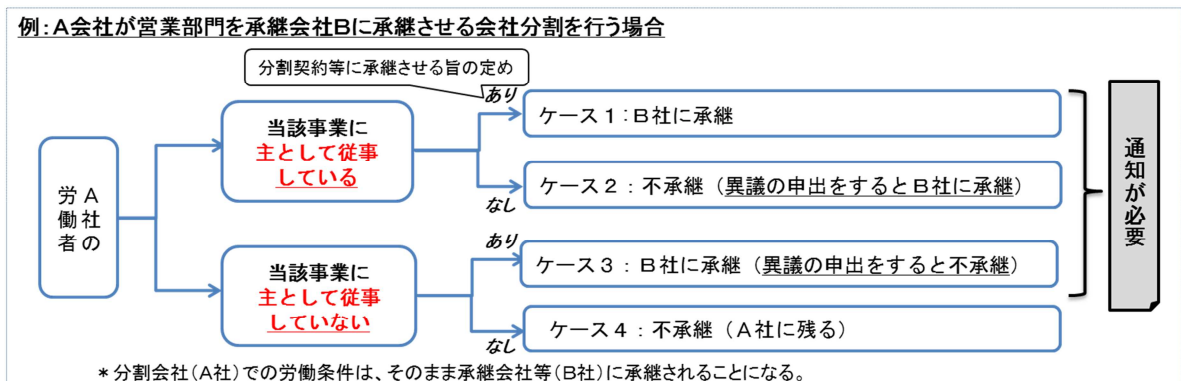 例：A会社が営業部門を承継会社Bに承継させる会社分割を行う場合
分割契約等に承継させる旨の定め
A社の
労働者
当該事業に
主として従事
している
あり
ケース1：B社に承継
なし
ケース2：不承継（異議の申出をするとB社に承継）
当該事業に
主として従事
していない
あり
ケース3：B社に承継（異議の申出をすると不承継）
なし
ケース4：不承継（A社に残る）
通知が必要
＊分割会社（A社）での労働条件は、そのまま承継会社等（B社）に承継されることになる。